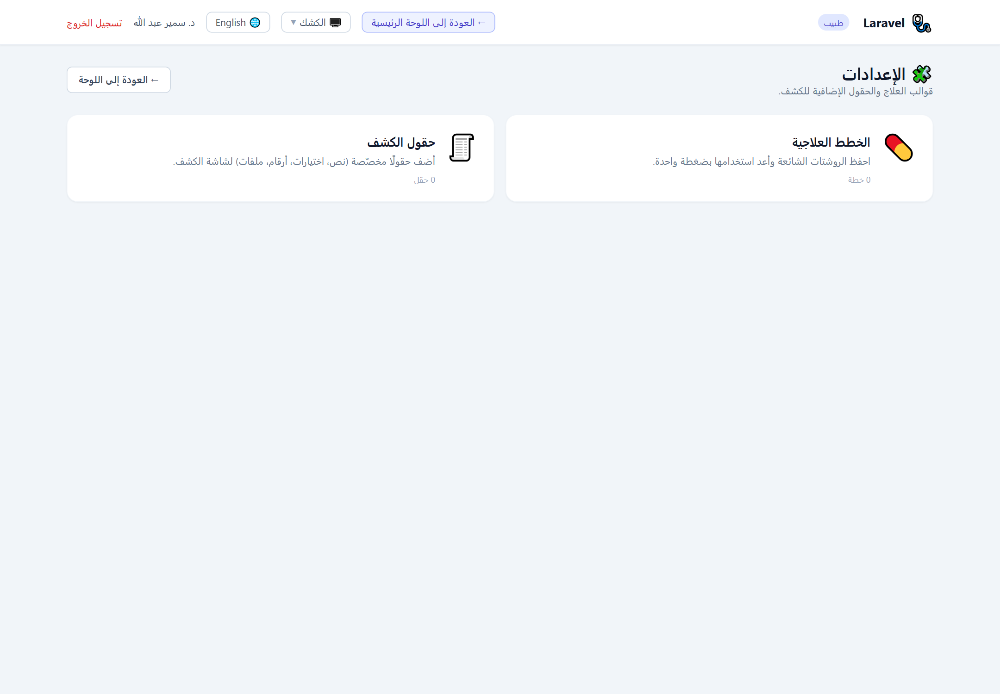 Laravel
طبيب
← العودة إلى اللوحة الرئيسية
الكشك ▼
English
د. سمير عبد الله
تسجيل الخروج
الإعدادات
قوالب العلاج والحقول الإضافية للكشف.
← العودة إلى اللوحة
الخطط العلاجية
احفظ الروشتات الشائعة وأعد استخدامها بضغطة واحدة.
0 خطة
حقول الكشف
أضف حقولًا مخصّصة (نص، اختيارات، أرقام، ملفات) لشاشة الكشف.
0 حقل